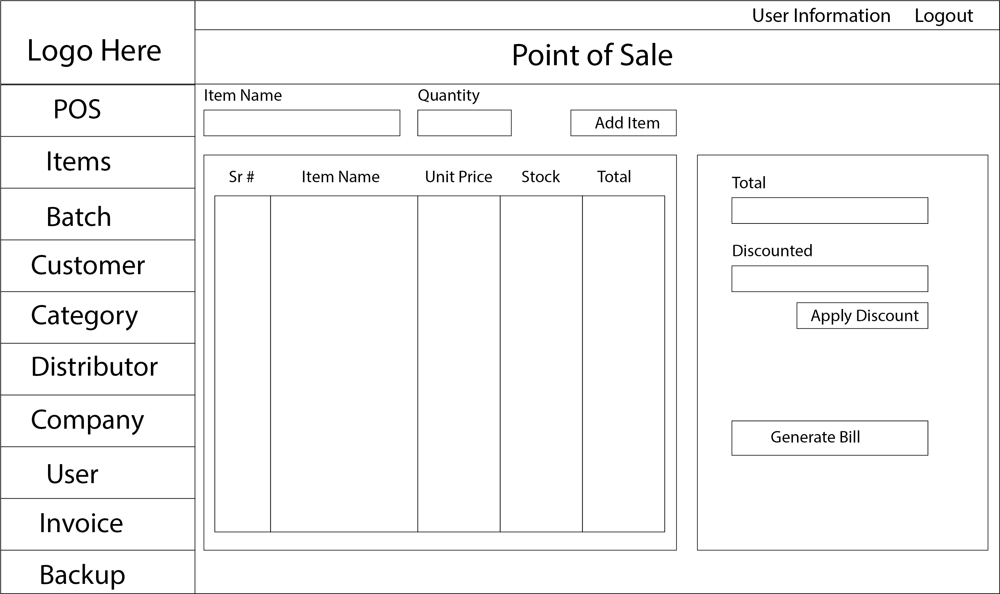 User Information Logout
Logo Here
Point of Sale
POS
Items
Batch
Customer
Category
Distributor
Company
User
Invoice
Backup
Item Name Quantity
Add Item
Sr # Item Name Unit Price Stock Total
Total
Discounted
Apply Discount
Generate Bill